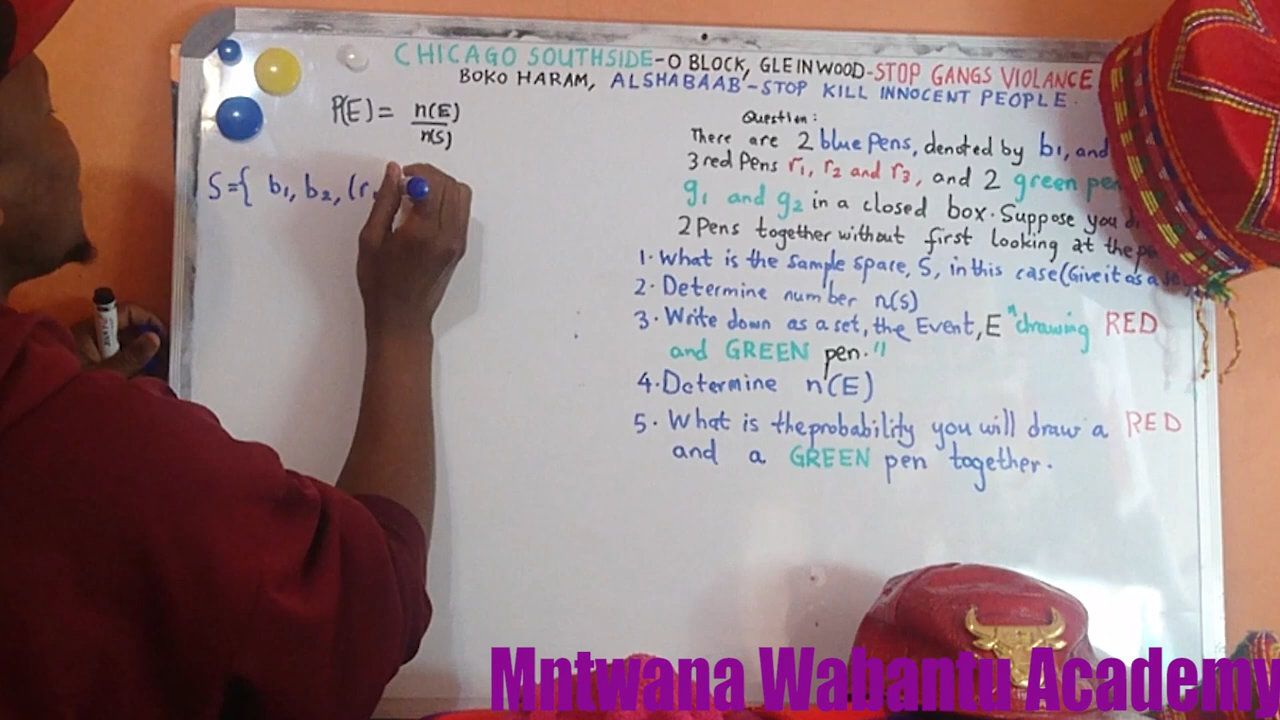 CHICAGO SOUTHSIDE-O BLOCK, GLEINWOOD-STOP GANGS VIOLANCE
BOKO HARAM, ALSHABAAB-STOP KILL INNOCENT PEOPLE.
P(E) = n(E)
n(S)
S={ b1, b2, (r
Question:
There are 2 blue Pens, denoted by b1, and
3 red Pens r1, r2 and r3, and 2 green
g1 and g2 in a closed box. Suppose you
2 Pens together without first looking at the
1. What is the sample space, S, in this case (Give it as a
2. Determine number n(S)
3. Write down as a set, the Event, E "drawing RED
and GREEN pen."
4. Determine n(E)
5. What is the probability you will draw a RED
and a GREEN pen together.
Mntwana Wabantu Academy